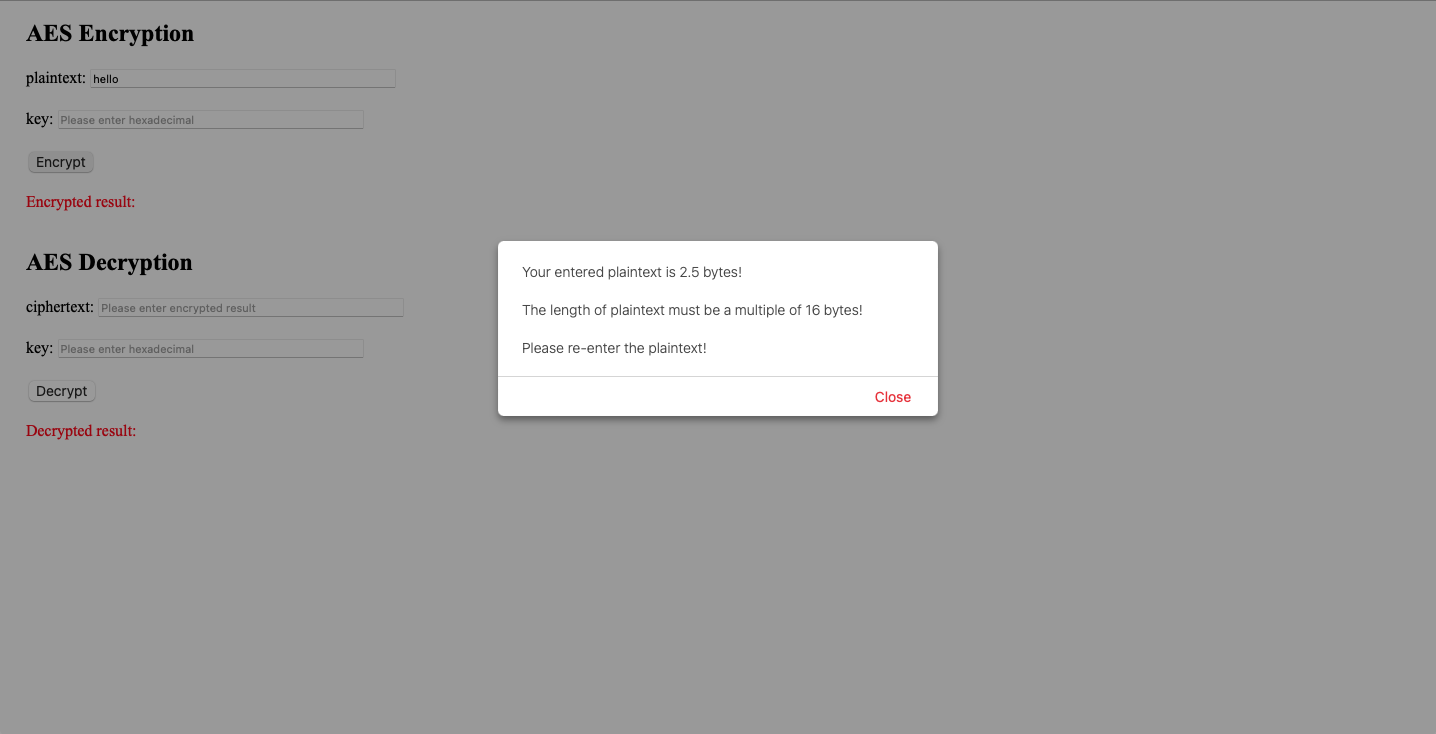 AES Encryption
plaintext: hello
key: Please enter hexadecimal
Encrypt
Encrypted result:
AES Decryption
ciphertext: Please enter encrypted result
key: Please enter hexadecimal
Decrypt
Decrypted result:
Your entered plaintext is 2.5 bytes!
The length of plaintext must be a multiple of 16 bytes!
Please re-enter the plaintext!
Close